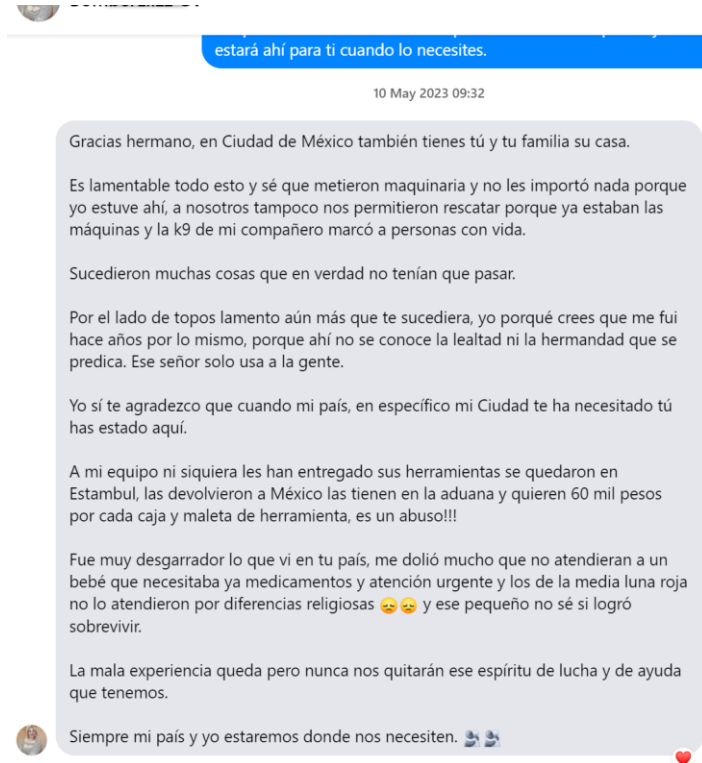 estará ahí para ti cuando lo necesites.
10 May 2023 09:32
Gracias hermano, en Ciudad de México también tienes tú y tu familia su casa.
Es lamentable todo esto y sé que metieron maquinaria y no les importó nada porque
yo estuve ahí, a nosotros tampoco nos permitieron rescatar porque ya estaban las
máquinas y la k9 de mi compañero marcó a personas con vida.
Sucedieron muchas cosas que en verdad no tenían que pasar.
Por el lado de topos lamento aún más que te sucediera, yo porqué crees que me fui
hace años por lo mismo, porque ahí no se conoce la lealtad ni la hermandad que se
predica. Ese señor solo usa a la gente.
Yo sí te agradezco que cuando mi país, en específico mi Ciudad te ha necesitado tú
has estado aquí.
A mi equipo ni siquiera les han entregado sus herramientas se quedaron en
Estambul, las devolvieron a México las tienen en la aduana y quieren 60 mil pesos
por cada caja y maleta de herramienta, es un abuso!!!
Fue muy desgarrador lo que vi en tu país, me dolió mucho que no atendieran a un
bebé que necesitaba ya medicamentos y atención urgente y los de la media luna roja
no lo atendieron por diferencias religiosas 😞😞 y ese pequeño no sé si logró
sobrevivir.
La mala experiencia queda pero nunca nos quitarán ese espíritu de lucha y de ayuda
que tenemos.
Siempre mi país y yo estaremos donde nos necesiten.